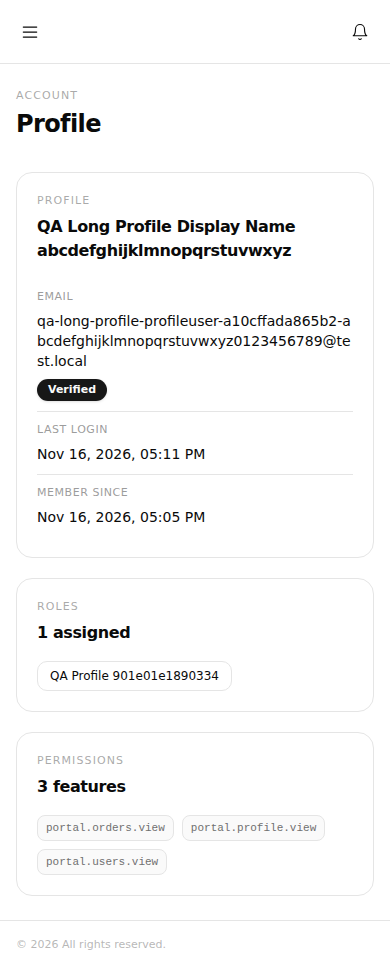 ACCOUNT
Profile
PROFILE
QA Long Profile Display Name
abcdefghijklmnopqrstuvwxyz
EMAIL
qa-long-profile-profileuser-a10cffada865b2-a
bcdefghijklmnopqrstuvwxyz0123456789@te
st.local
Verified
LAST LOGIN
Nov 16, 2026, 05:11 PM
MEMBER SINCE
Nov 16, 2026, 05:05 PM
ROLES
1 assigned
QA Profile 901e01e1890334
PERMISSIONS
3 features
portal.orders.view portal.profile.view
portal.users.view
© 2026 All rights reserved.